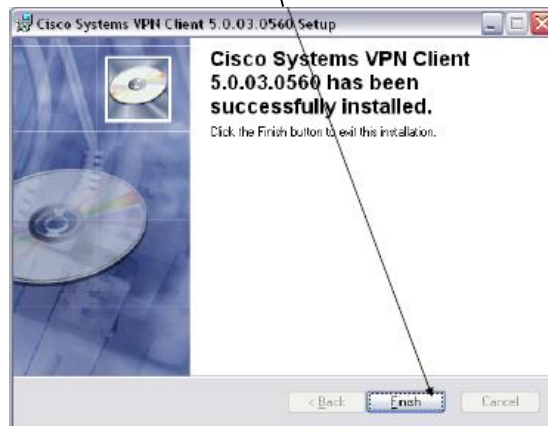 Cisco Systems VPN Client 5.0.03.0560 Setup
Cisco Systems VPN Client
5.0.03.0560 has been
successfully installed.
Click the Finish button to exit this installation.
< Back
Finish
Cancel